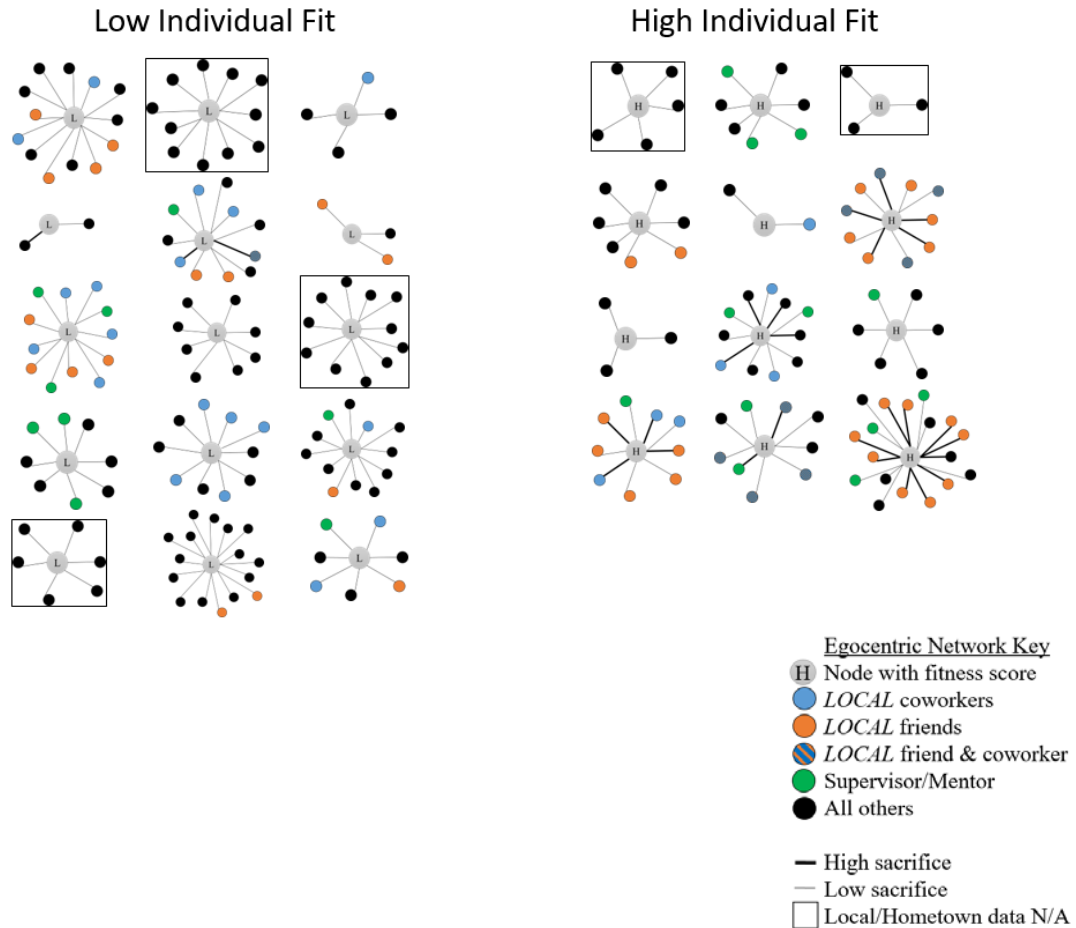 Low Individual Fit
High Individual Fit
L
L
L
H
H
H
L
L
L
H
H
H
L
L
L
H
H
H
L
L
L
H
H
H
L
L
L
Egocentric Network Key
H Node with fitness score
LOCAL coworkers
LOCAL friends
LOCAL friend & coworker
Supervisor/Mentor
All others
High sacrifice
Low sacrifice
Local/Hometown data N/A